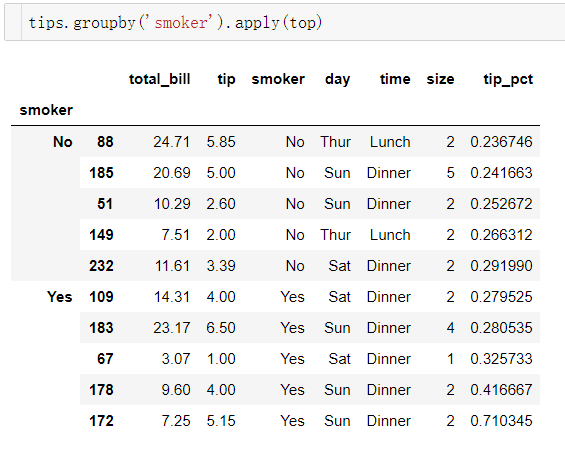 tips.groupby('smoker').apply(top)
total_bill tip smoker day time size tip_pct
smoker
No 88 24.71 5.85 No Thur Lunch 2 0.236746
185 20.69 5.00 No Sun Dinner 5 0.241663
51 10.29 2.60 No Sun Dinner 2 0.252672
149 7.51 2.00 No Thur Lunch 2 0.266312
232 11.61 3.39 No Sat Dinner 2 0.291990
Yes 109 14.31 4.00 Yes Sat Dinner 2 0.279525
183 23.17 6.50 Yes Sun Dinner 4 0.280535
67 3.07 1.00 Yes Sat Dinner 1 0.325733
178 9.60 4.00 Yes Sun Dinner 2 0.416667
172 7.25 5.15 Yes Sun Dinner 2 0.710345